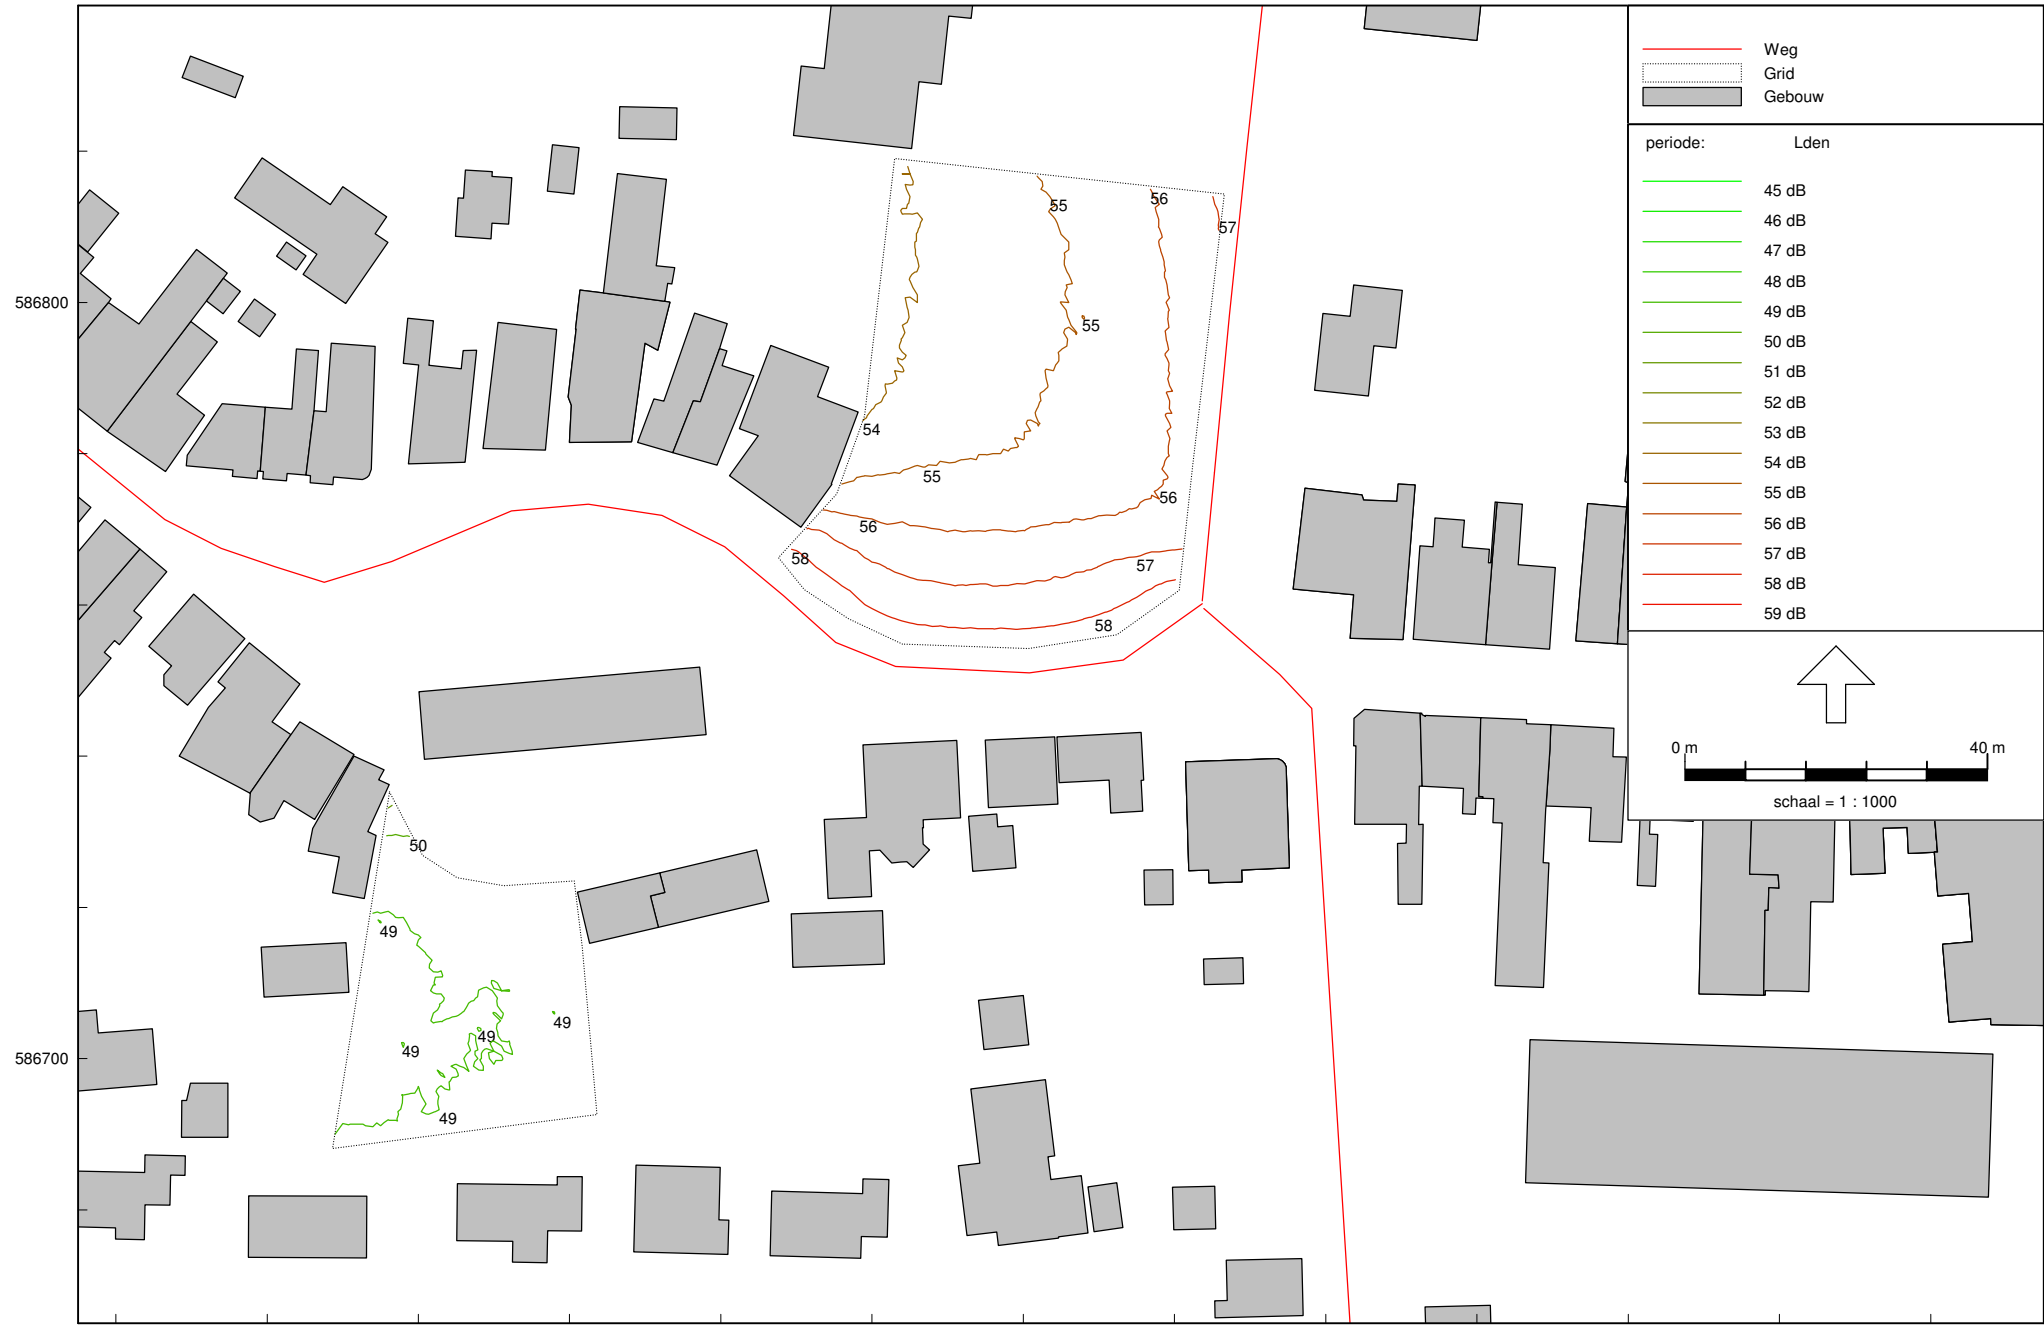 Weg
Grid
Gebouw
periode: Lden
45 dB
46 dB
47 dB
48 dB
49 dB
50 dB
51 dB
52 dB
53 dB
54 dB
55 dB
56 dB
57 dB
58 dB
59 dB
0 m 40 m
schaal = 1 : 1000
586800
586700
55
56
57
55
54
55
56
56
58
57
58
50
49
49
49
49
49